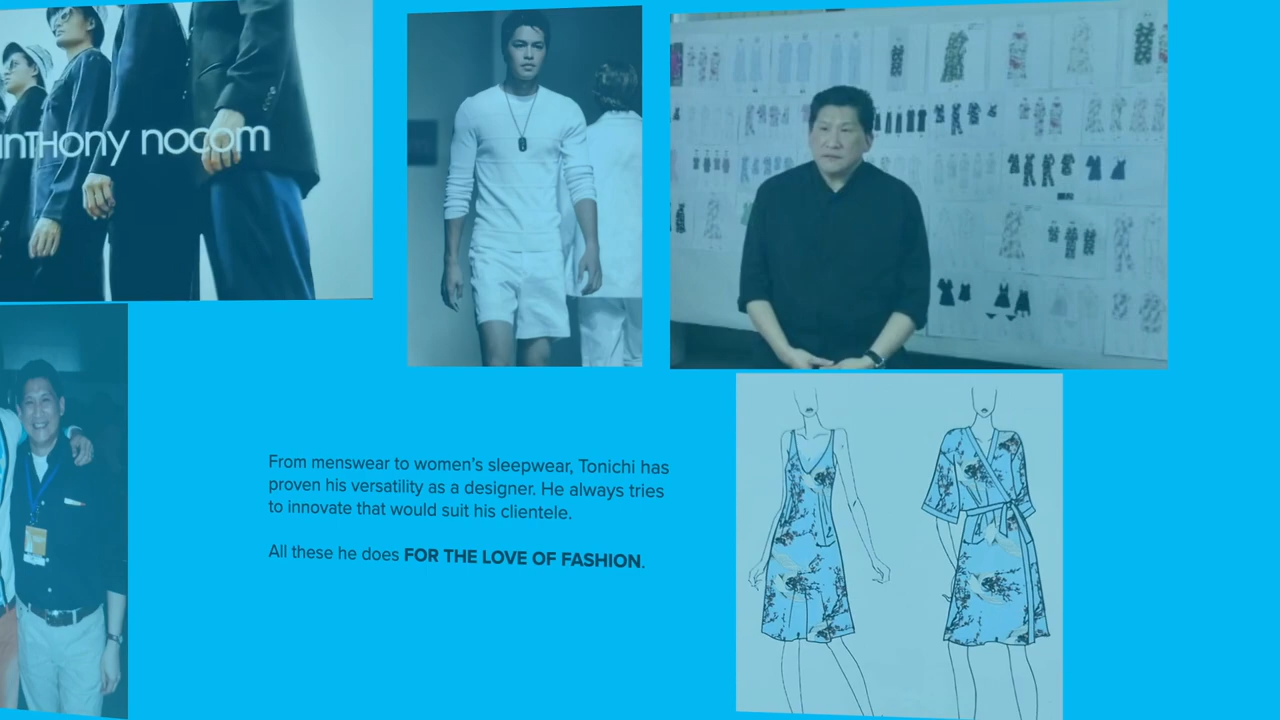 anthony nocom
From menswear to women's sleepwear, Tonichi has
proven his versatility as a designer. He always tries
to innovate that would suit his clientele.
All these he does FOR THE LOVE OF FASHION.